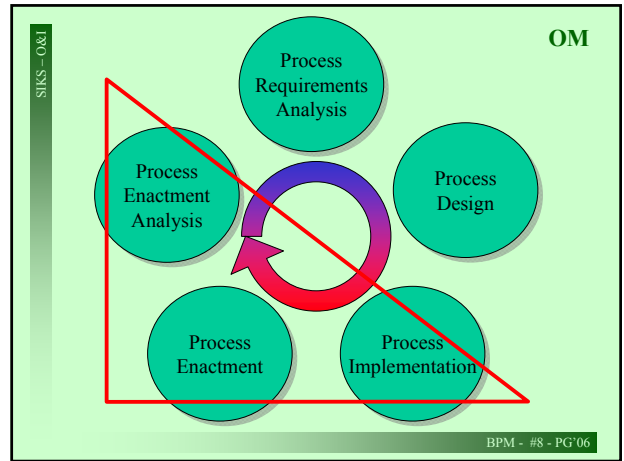 SIKS – O&I
OM
Process
Requirements
Analysis
Process
Design
Process
Implementation
Process
Enactment
Process
Enactment
Analysis
BPM - #8 - PG'06